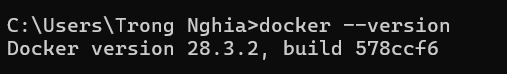 C:\Users\Trong Nghia>docker --version
Docker version 28.3.2, build 578ccf6